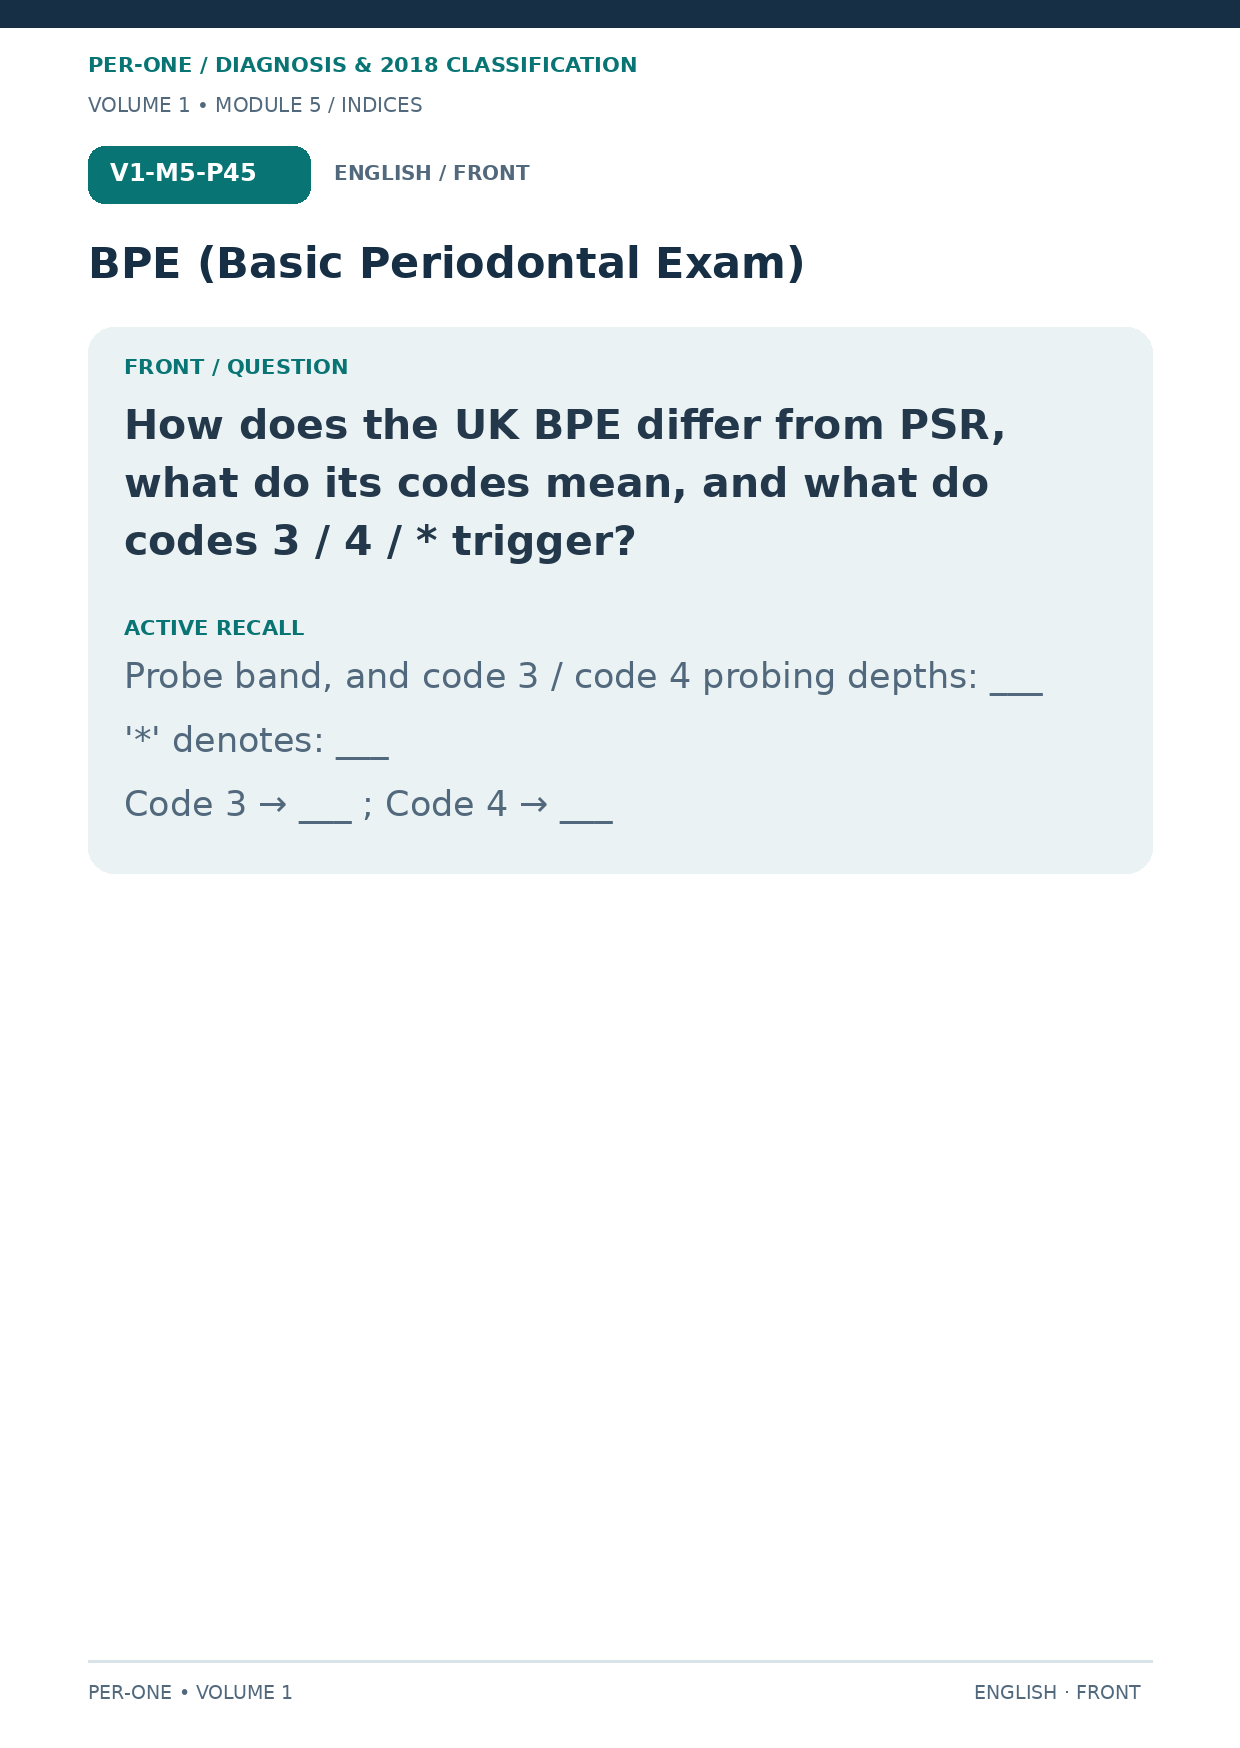 PER-ONE / DIAGNOSIS & 2018 CLASSIFICATION
VOLUME 1 • MODULE 5 / INDICES
V1-M5-P45
ENGLISH / FRONT
BPE (Basic Periodontal Exam)
FRONT / QUESTION
How does the UK BPE differ from PSR,
what do its codes mean, and what do
codes 3 / 4 / * trigger?
ACTIVE RECALL
Probe band, and code 3 / code 4 probing depths: ___
'*' denotes: ___
Code 3 → ___ ; Code 4 → ___
PER-ONE • VOLUME 1
ENGLISH · FRONT